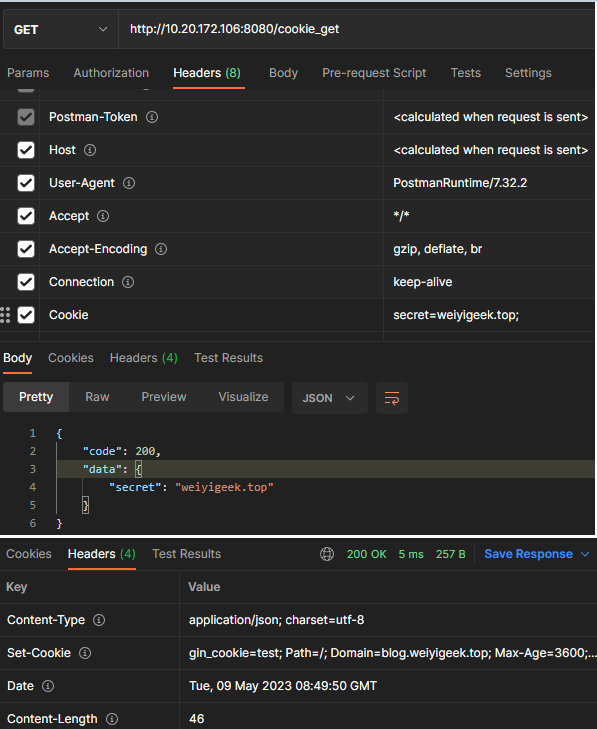 GET http://10.20.172.106:8080/cookie_get
Params Authorization Headers (8) Body Pre-request Script Tests Settings
Postman-Token <calculated when request is sent>
Host <calculated when request is sent>
User-Agent PostmanRuntime/7.32.2
Accept */*
Accept-Encoding gzip, deflate, br
Connection keep-alive
Cookie secret=weiyigeek.top;
Body Cookies Headers (4) Test Results
Pretty Raw Preview Visualize JSON
1 {
2 "code": 200,
3 "data": {
4 "secret": "weiyigeek.top"
5 }
6 }
Cookies Headers (4) Test Results 200 OK 5 ms 257 B Save Response
Key Value
Content-Type application/json; charset=utf-8
Set-Cookie gin_cookie=test; Path=/; Domain=blog.weiyigeek.top; Max-Age=3600;...
Date Tue, 09 May 2023 08:49:50 GMT
Content-Length 46